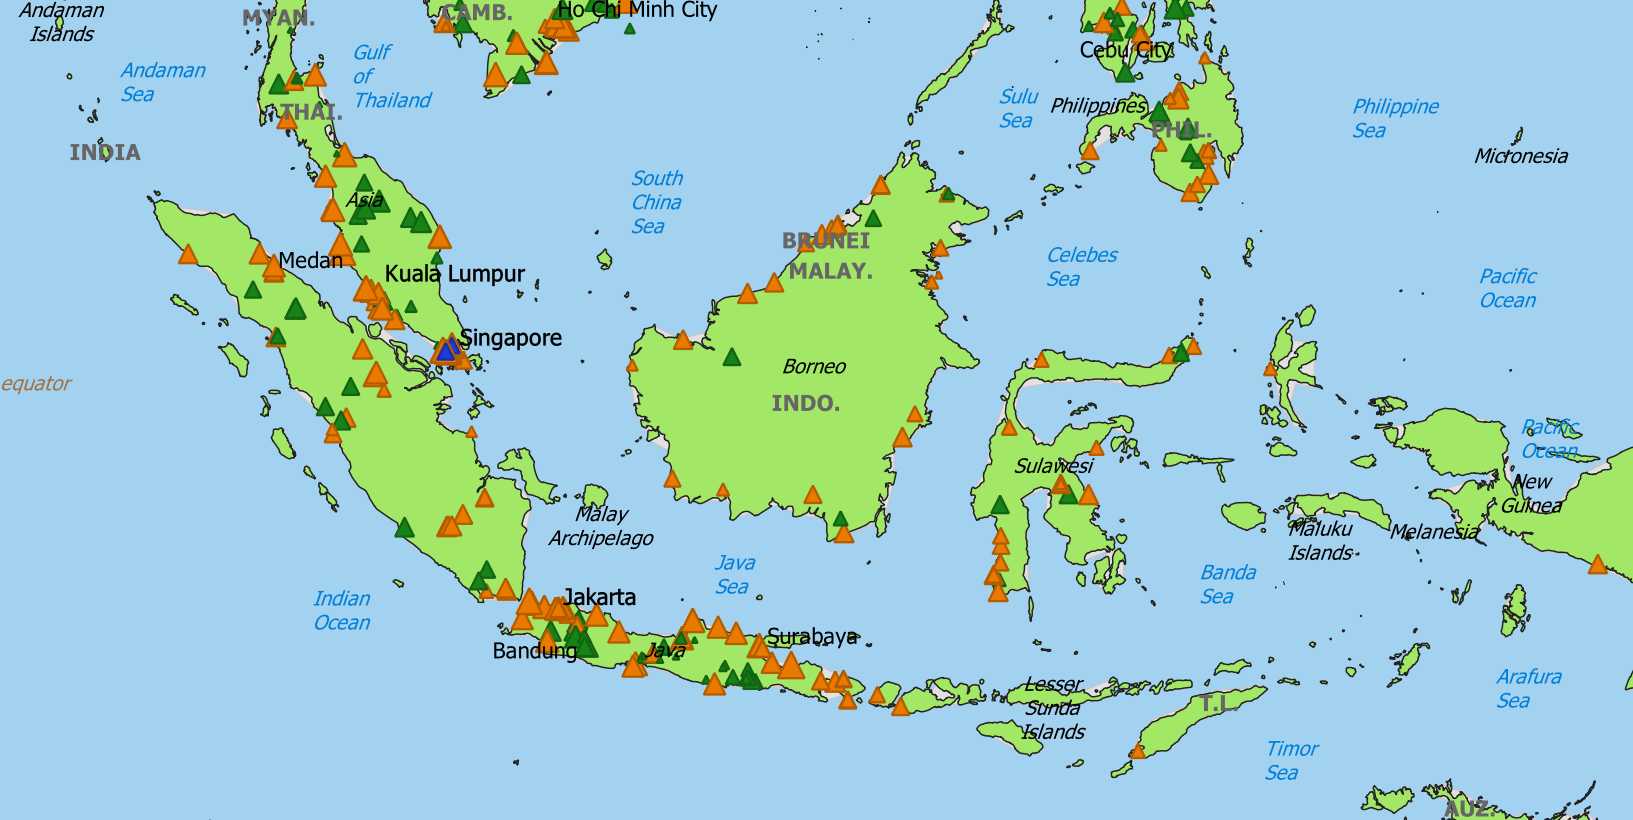 Andaman
Islands
MYAN.
CAMB.
Ho Chi Minh City
Gulf
of
Thailand
Andaman
Sea
Cebu City
THAI.
Sulu
Sea
Philippines
PHIL.
Philippine
Sea
INDIA
Micronesia
South
China
Sea
Asia
BRUNEI
MALAY.
Medan
Kuala Lumpur
Celebes
Sea
Pacific
Ocean
Singapore
Borneo
INDO.
equator
Pacific
Ocean
Sulawesi
New
Guinea
Malay
Archipelago
Maluku
Islands
Melanesia
Java
Sea
Banda
Sea
Indian
Ocean
Jakarta
Surabaya
Bandung
Java
Lesser
Sunda
Islands
T.L.
Arafura
Sea
Timor
Sea
AUZ.